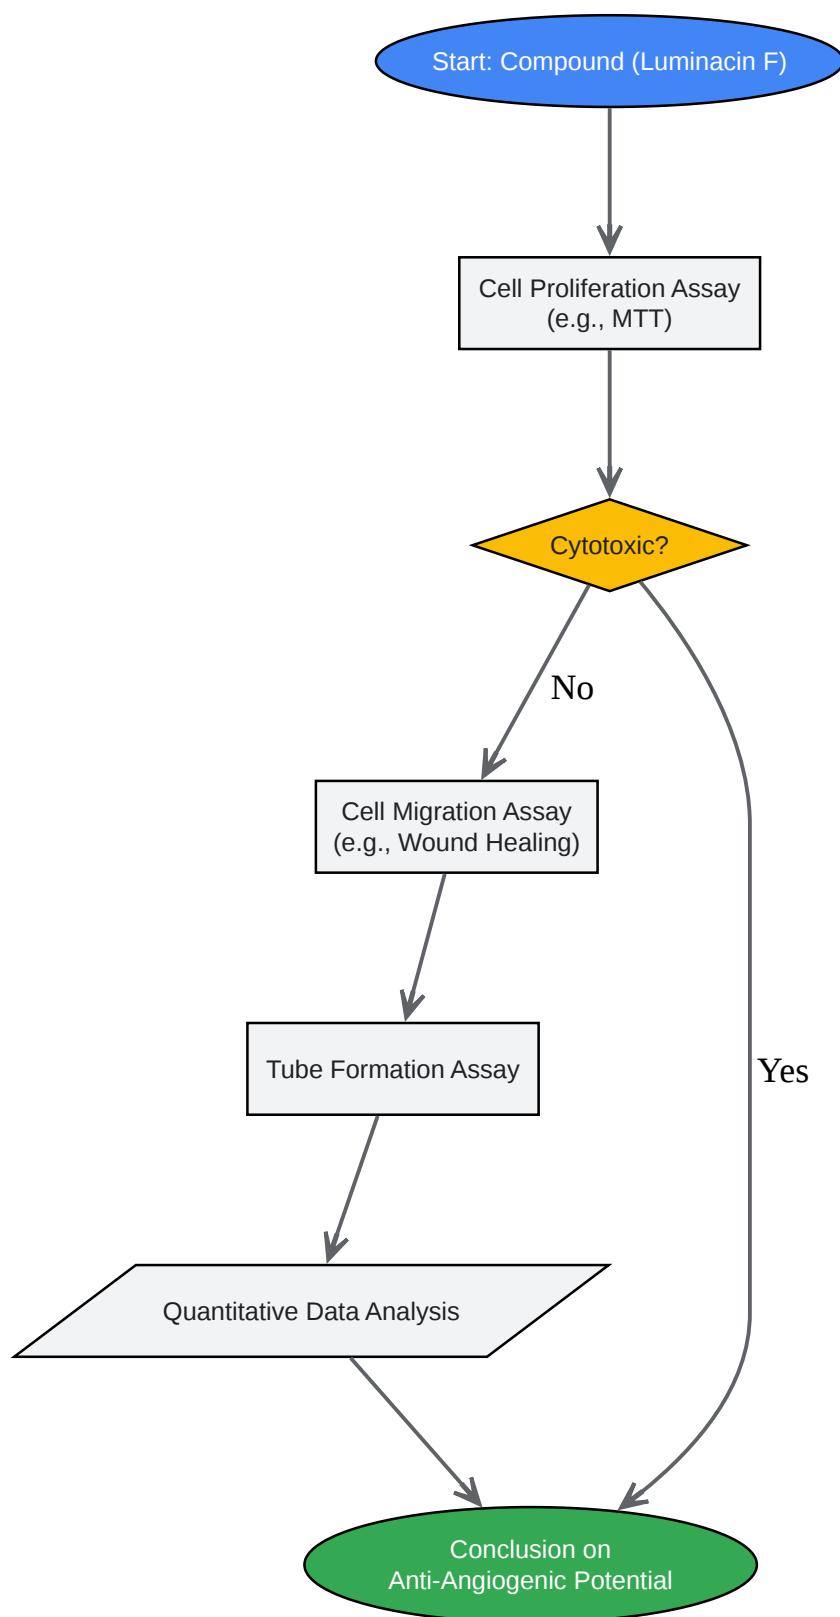 Start: Compound (Luminacin F)
Cell Proliferation Assay
(e.g., MTT)
Cytotoxic?
No
Cell Migration Assay
(e.g., Wound Healing)
Tube Formation Assay
Yes
Quantitative Data Analysis
Conclusion on
Anti-Angiogenic Potential